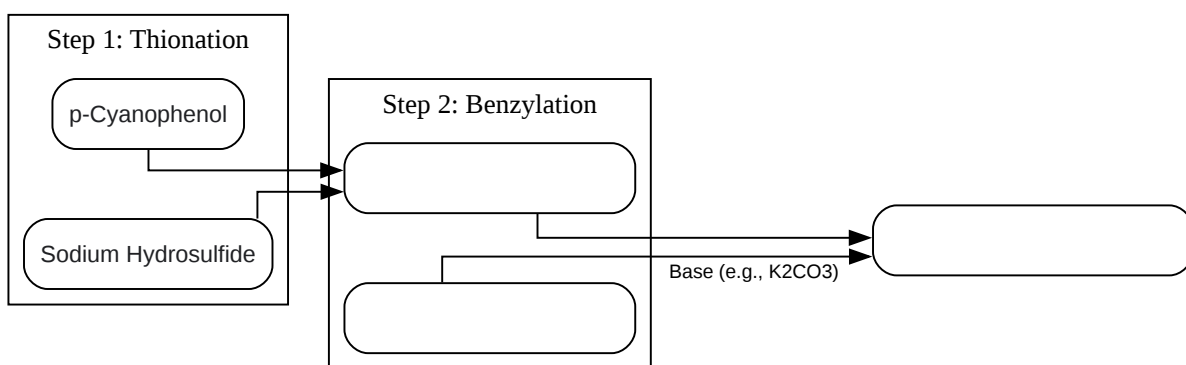 Step 1: Thionation
p-Cyanophenol
Sodium Hydrosulfide
Step 2: Benzylation
Base (e.g., K2CO3)